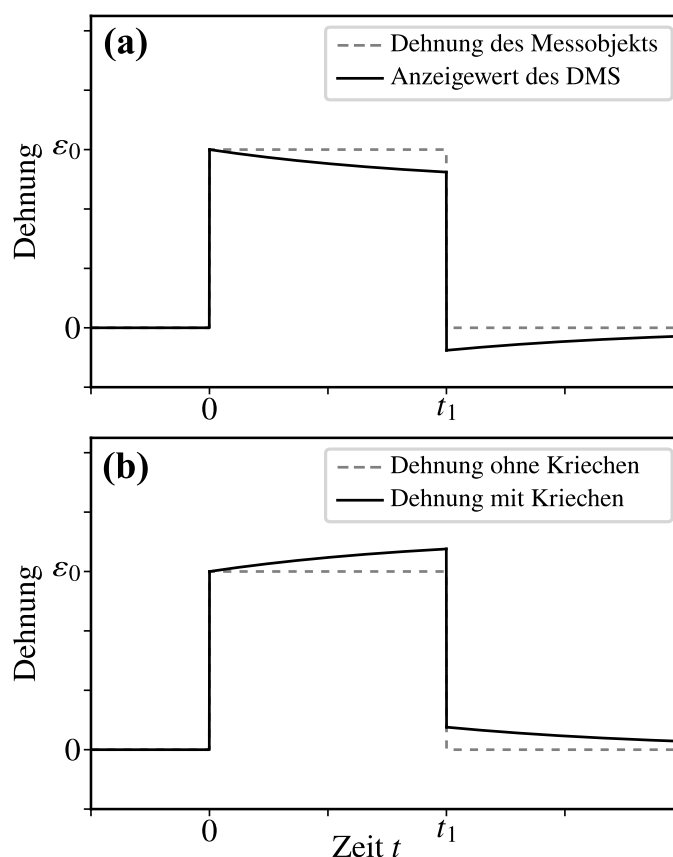 (a)
Dehnung des Messobjekts
Anzeigewert des DMS
Dehnung
ε0
0
0
t1
(b)
Dehnung ohne Kriechen
Dehnung mit Kriechen
Dehnung
ε0
0
0
t1
Zeit t